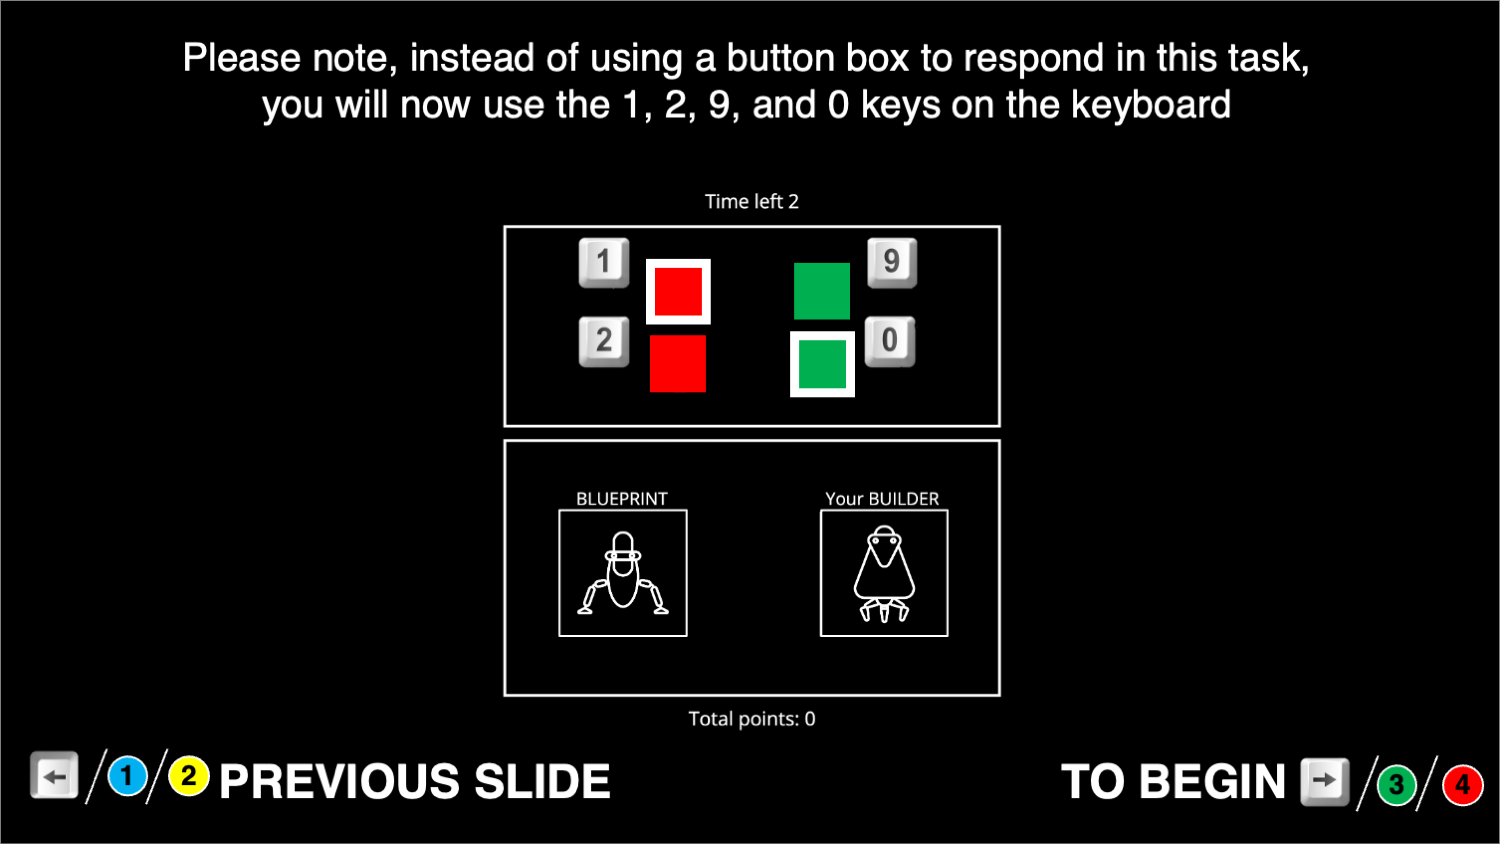 Please note, instead of using a button box to respond in this task,
you will now use the 1, 2, 9, and 0 keys on the keyboard
Time left 2
1
9
2
0
BLUEPRINT
Your BUILDER
Total points: 0
1 2 PREVIOUS SLIDE
TO BEGIN 3 4